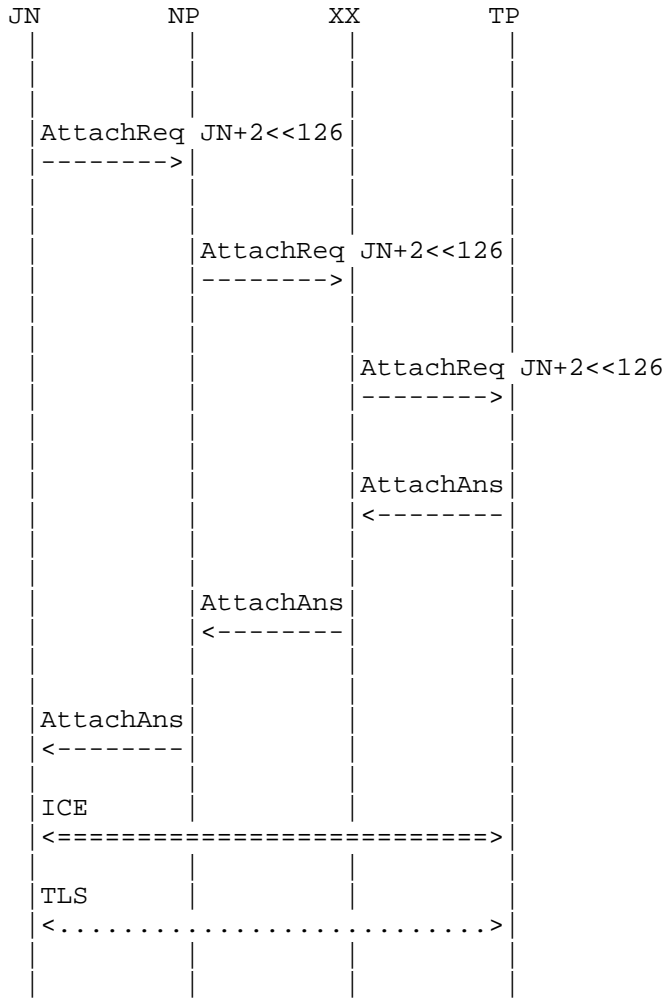 JN NP XX TP
AttachReq JN+2<<126
-------->
AttachReq JN+2<<126
-------->
AttachReq JN+2<<126
-------->
AttachAns
<--------
AttachAns
<--------
AttachAns
<--------
ICE
<===========================>
TLS
<...........................>